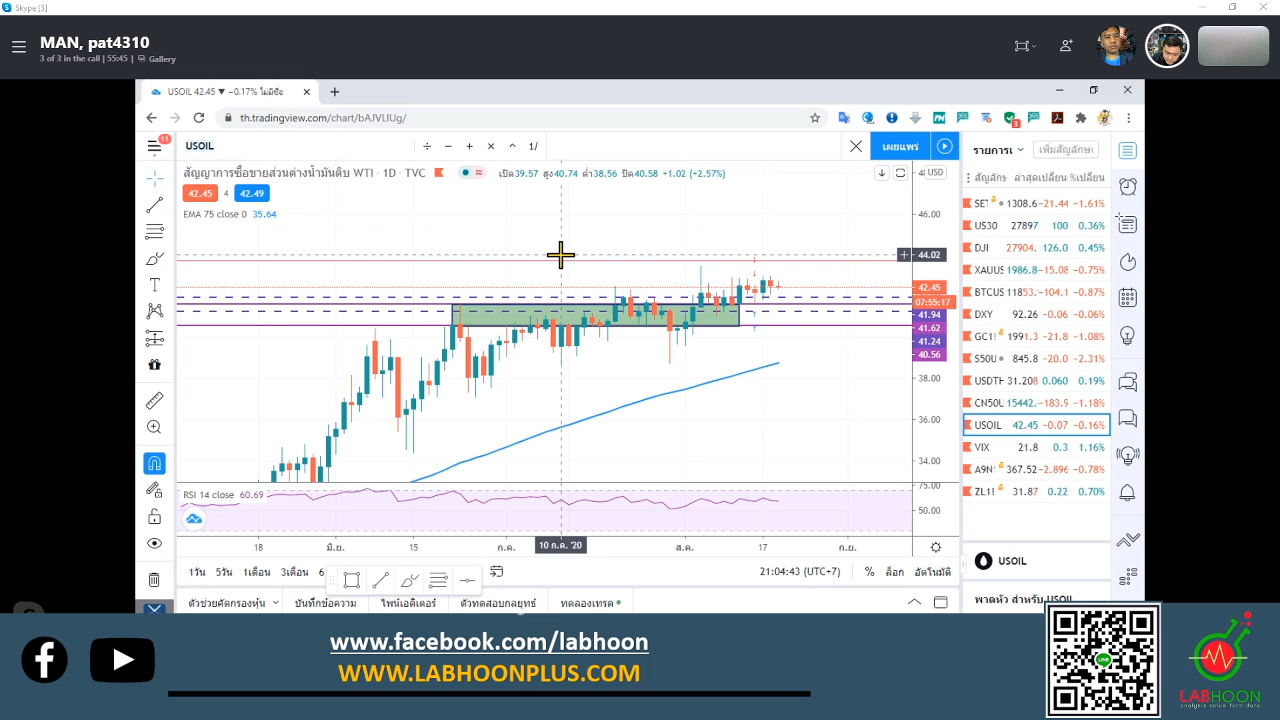 Skype [3]
MAN, pat4310
3 of 3 in the call | 55:45 | Gallery
USOIL 42.45 ▼ −0.17% ไม่มีชื่อ
th.tradingview.com/chart/bAJVLlUg/
11
USOIL
1/
เผยแพร่
รายการ
เพิ่มสัญลักษณ
สัญญาการซื้อขายส่วนต่างน้ำมันดิบ WTI · 1D · TVC
เปิด39.57 สูง40.74 ต่ำ38.56 ปิด40.58 +1.02 (+2.57%)
USD
42.45 4 42.49
EMA 75 close 0 35.64
46.00
44.02
42.45
07:55:17
41.94
41.62
41.24
40.56
38.00
36.00
34.00
75.00
50.00
RSI 14 close 60.69
18 มิ.ย. 15 ก.ค. 10 ก.ค. '20 ส.ค. 17 ก.ย.
1วัน 5วัน 1เดือน 3เดือน
21:04:43 (UTC+7) % ล็อก อัตโนมัติ
ตัวช่วยคัดกรองหุ้น บันทึกข้อความ ไพน์เอดิเตอร์ ตัวทดสอบกลยุทธ์ ทดลองเทรด
สัญลักษ ล่าสุด เปลี่ยน %เปลี่ยน
SET 1308.6 -21.44 -1.61%
US30 27897 100 0.36%
DJI 27904. 126.0 0.45%
XAUUS 1986.8 -15.08 -0.75%
BTCUS 11853. -104.1 -0.87%
DXY 92.26 -0.06 -0.06%
GC1! 1991.3 -21.8 -1.08%
S50U 845.8 -20.0 -2.31%
USDTH 31.208 0.060 0.19%
CN50U 15442. -183.9 -1.18%
USOIL 42.45 -0.07 -0.16%
VIX 21.8 0.3 1.16%
A9N 367.52 -2.896 -0.78%
ZL1! 31.87 0.22 0.70%
USOIL
พาดหัว สำหรับ USOIL
www.facebook.com/labhoon
WWW.LABHOONPLUS.COM
LINE
LABHOON
analysis value form data